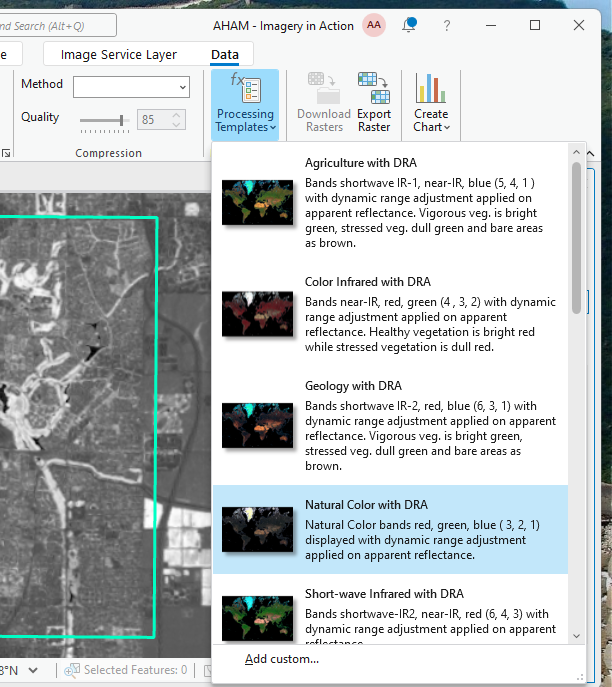 nd Search (Alt+Q)
AHAM - Imagery in Action
AA
?
e
Image Service Layer
Data
Method
Quality
85
Compression
fx
Processing
Templates
Download
Rasters
Export
Raster
Create
Chart
Agriculture with DRA
Bands shortwave IR-1, near-IR, blue (5, 4, 1 )
with dynamic range adjustment applied on
apparent reflectance. Vigorous veg. is bright
green, stressed veg. dull green and bare areas
as brown.
Color Infrared with DRA
Bands near-IR, red, green (4 , 3, 2) with dynamic
range adjustment applied on apparent
reflectance. Healthy vegetation is bright red
while stressed vegetation is dull red.
Geology with DRA
Bands shortwave IR-2, red, blue (6, 3, 1) with
dynamic range adjustment applied on apparent
reflectance. Vigorous veg. is bright green,
stressed veg. dull green and bare areas as
brown.
Natural Color with DRA
Natural Color bands red, green, blue ( 3, 2, 1)
displayed with dynamic range adjustment
applied on apparent reflectance.
Short-wave Infrared with DRA
Bands shortwave-IR2, near-IR, red (6, 4, 3) with
dynamic range adjustment applied on apparent
reflectance
Add custom...
8°N
Selected Features: 0